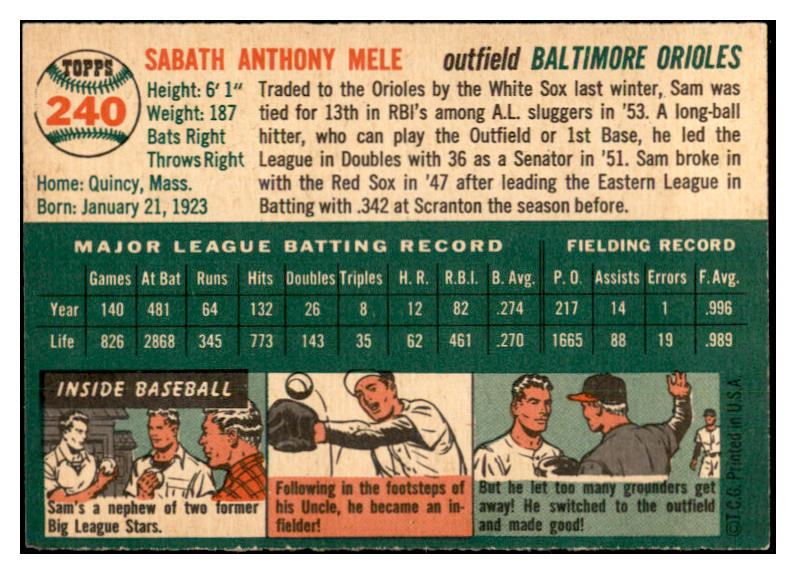 TOPPS
240
SABATH ANTHONY MELE outfield BALTIMORE ORIOLES
Height: 6' 1"
Weight: 187
Bats Right
Throws Right
Home: Quincy, Mass.
Born: January 21, 1923
Traded to the Orioles by the White Sox last winter, Sam was
tied for 13th in RBI's among A.L. sluggers in '53. A long-ball
hitter, who can play the Outfield or 1st Base, he led the
League in Doubles with 36 as a Senator in '51. Sam broke in
with the Red Sox in '47 after leading the Eastern League in
Batting with .342 at Scranton the season before.
MAJOR LEAGUE BATTING RECORD FIELDING RECORD
Games At Bat Runs Hits Doubles Triples H. R. R.B.I. B. Avg. P. O. Assists Errors F. Avg.
Year 140 481 64 132 26 8 12 82 .274 217 14 1 .996
Life 826 2868 345 773 143 35 62 461 .270 1665 88 19 .989
INSIDE BASEBALL
Sam's a nephew of two former
Big League Stars.
Following in the footsteps of
his Uncle, he became an in-
fielder!
But he let too many grounders get
away! He switched to the outfield
and made good!
©T.C.G. Printed in U.S.A